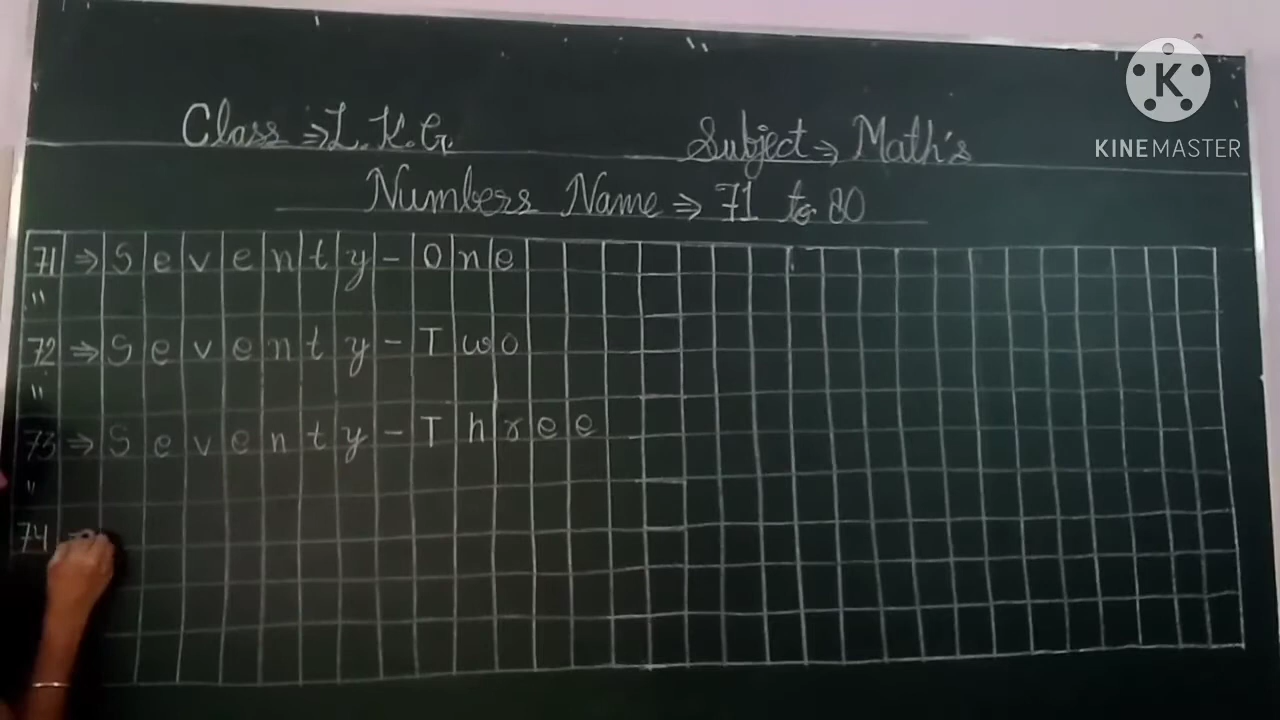 K
KINEMASTER
Class ⇒ L.K.G. Subject ⇒ Math's
Numbers Name ⇒ 71 to 80
71 ⇒ Seventy-One
"
72 ⇒ Seventy-Two
"
73 ⇒ Seventy-Three
"
74 ⇒